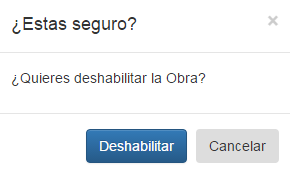 ¿Estas seguro? ×
¿Quieres deshabilitar la Obra?
Deshabilitar Cancelar